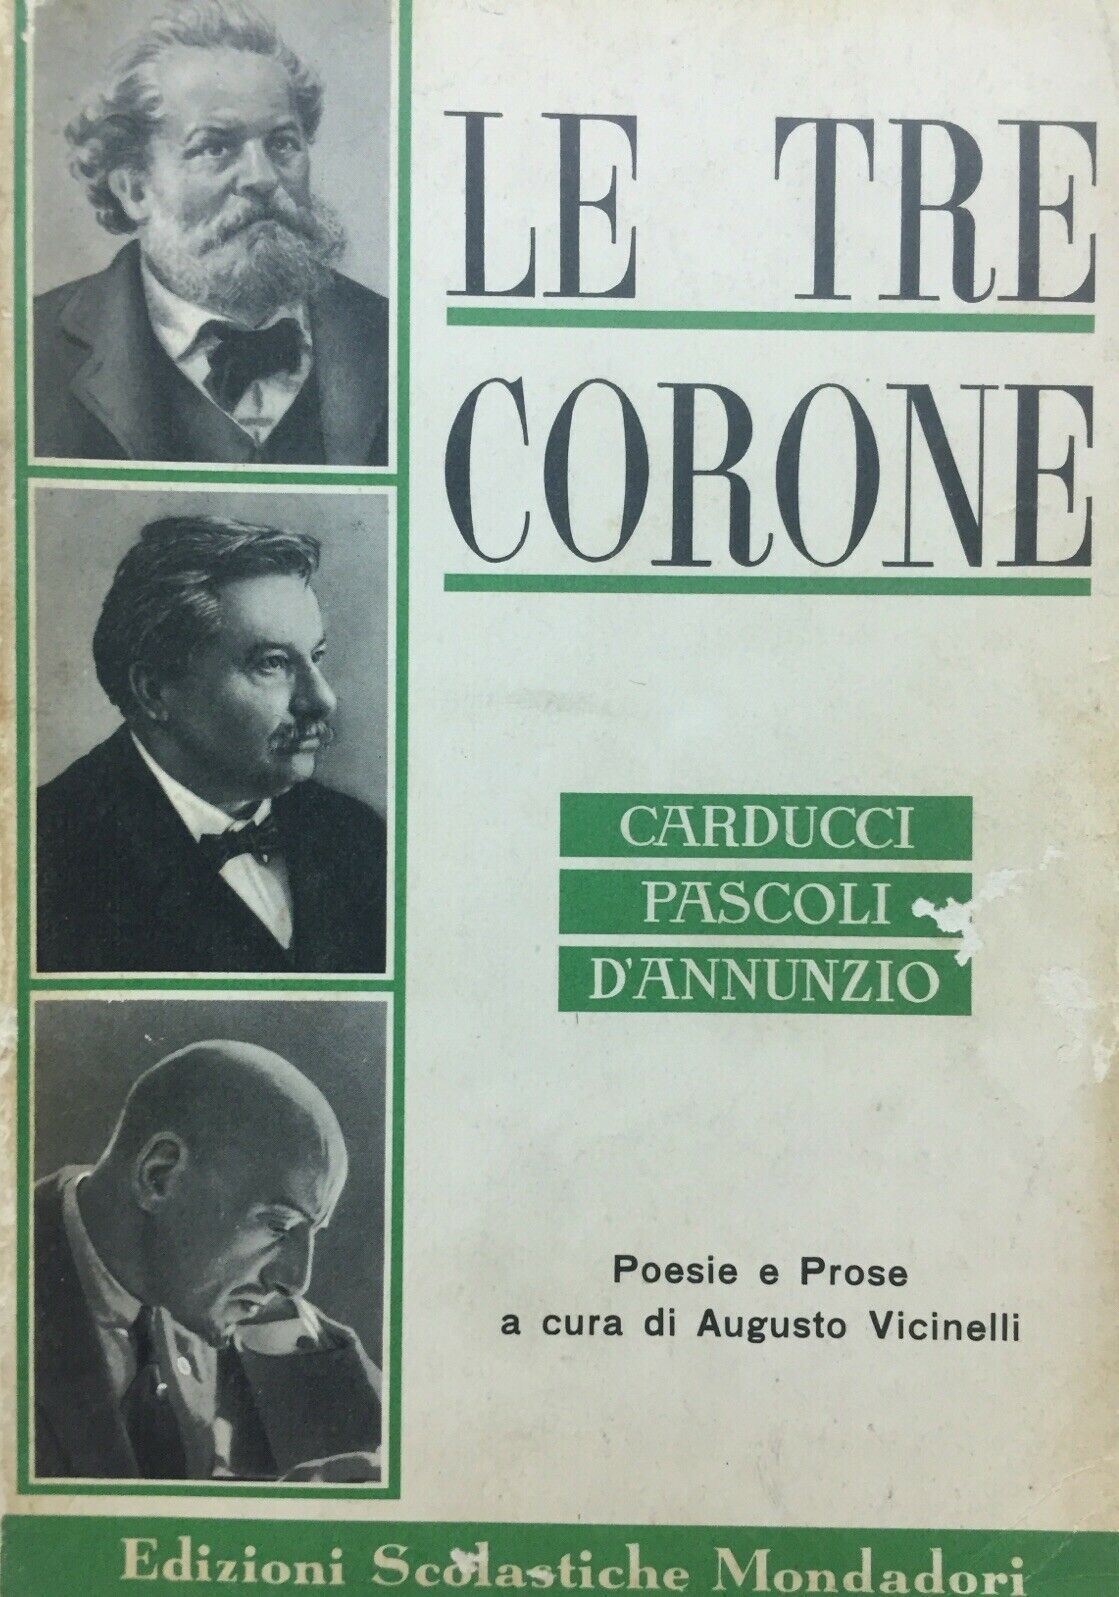 LE TRE
CORONE
CARDUCCI
PASCOLI
D'ANNUNZIO
Poesie e Prose
a cura di Augusto Vicinelli
Edizioni Scolastiche Mondadori